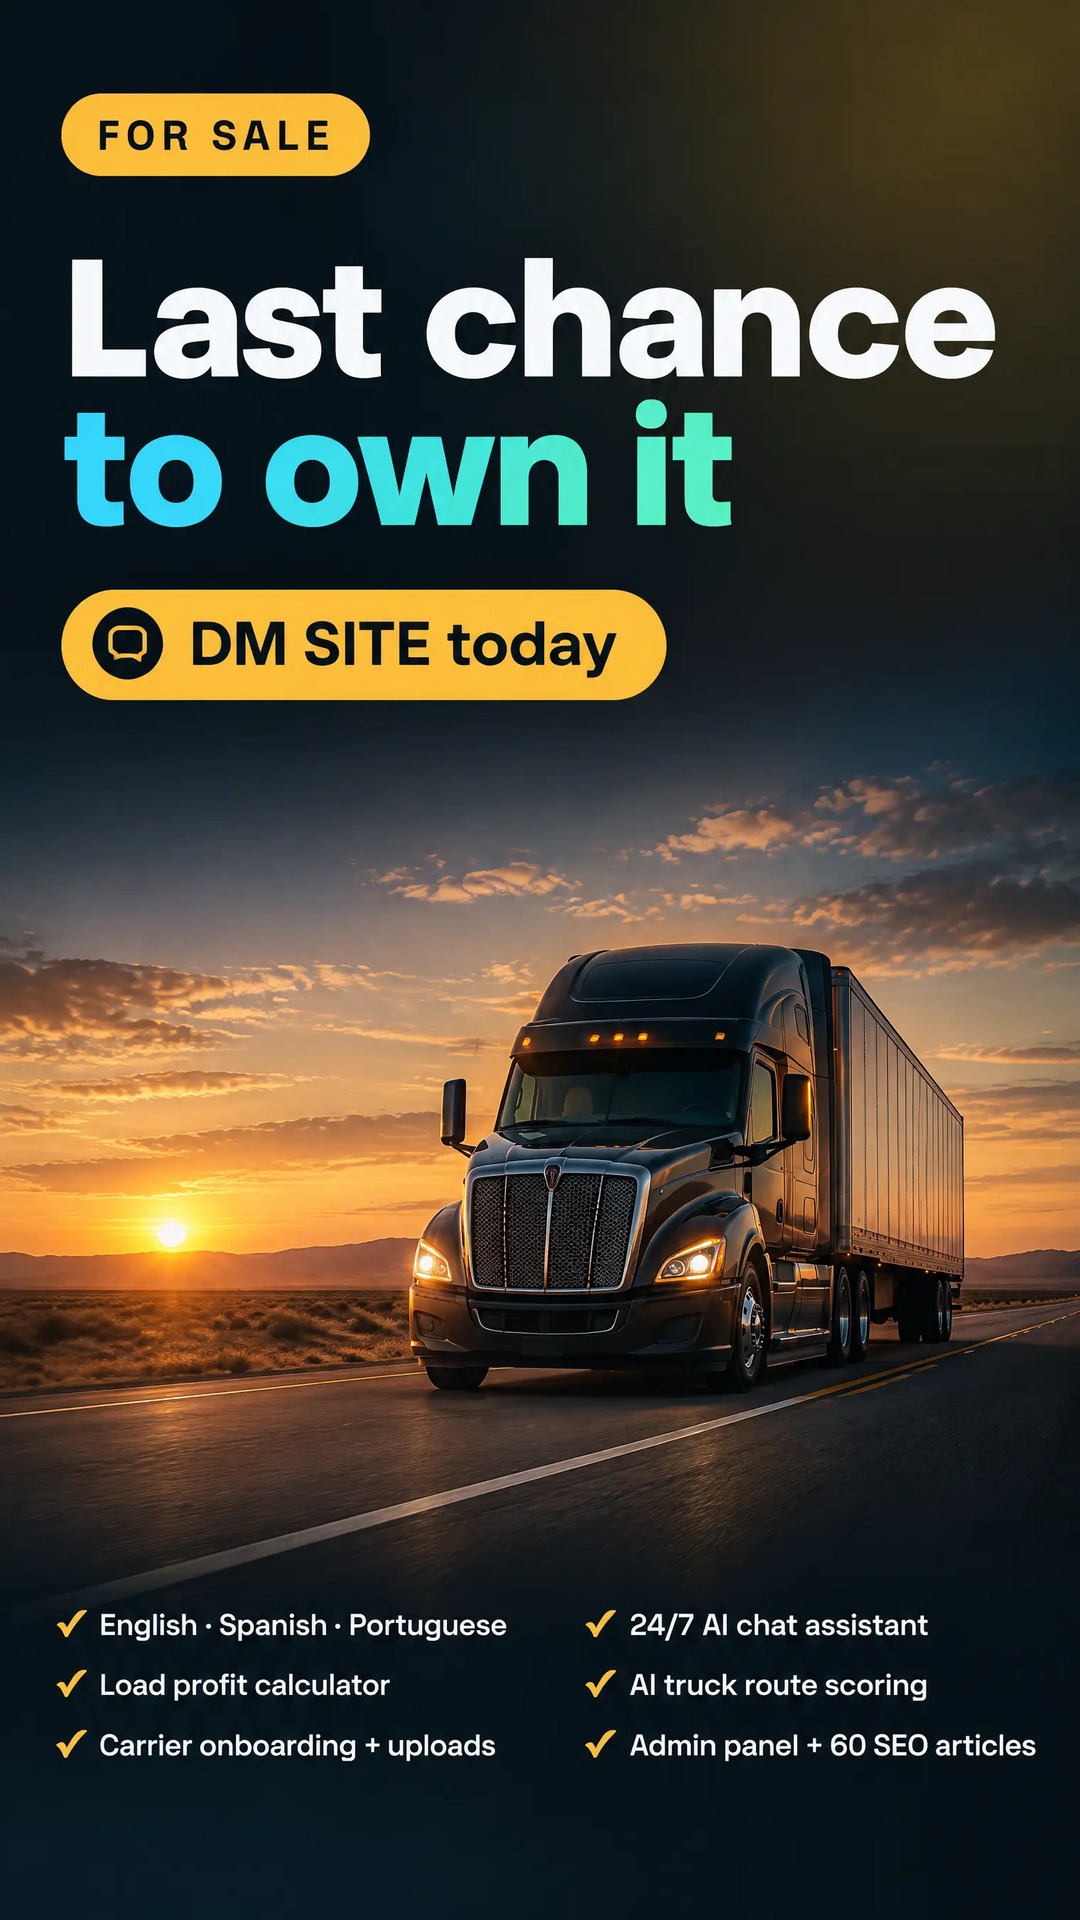 FOR SALE
Last chance
to own it
DM SITE today
English · Spanish · Portuguese
Load profit calculator
Carrier onboarding + uploads
24/7 AI chat assistant
AI truck route scoring
Admin panel + 60 SEO articles